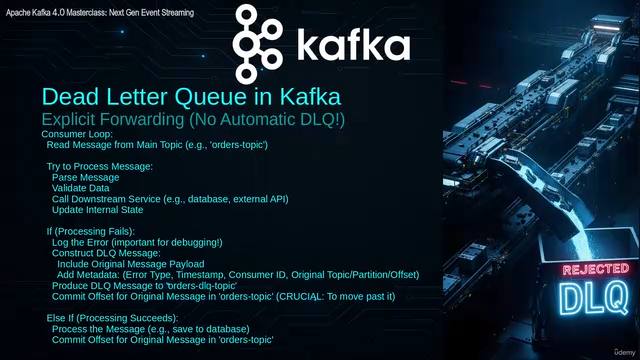 Apache Kafka 4.0 Masterclass: Next Gen Event Streaming
kafka
Dead Letter Queue in Kafka
Explicit Forwarding (No Automatic DLQ!)
Consumer Loop:
Read Message from Main Topic (e.g., 'orders-topic')
Try to Process Message:
Parse Message
Validate Data
Call Downstream Service (e.g., database, external API)
Update Internal State
If (Processing Fails):
Log the Error (important for debugging!)
Construct DLQ Message:
Include Original Message Payload
Add Metadata: (Error Type, Timestamp, Consumer ID, Original Topic/Partition/Offset)
Produce DLQ Message to 'orders-dlq-topic'
Commit Offset for Original Message in 'orders-topic' (CRUCIAL: To move past it)
Else If (Processing Succeeds):
Process the Message (e.g., save to database)
Commit Offset for Original Message in 'orders-topic'
REJECTED
DLQ
udemy